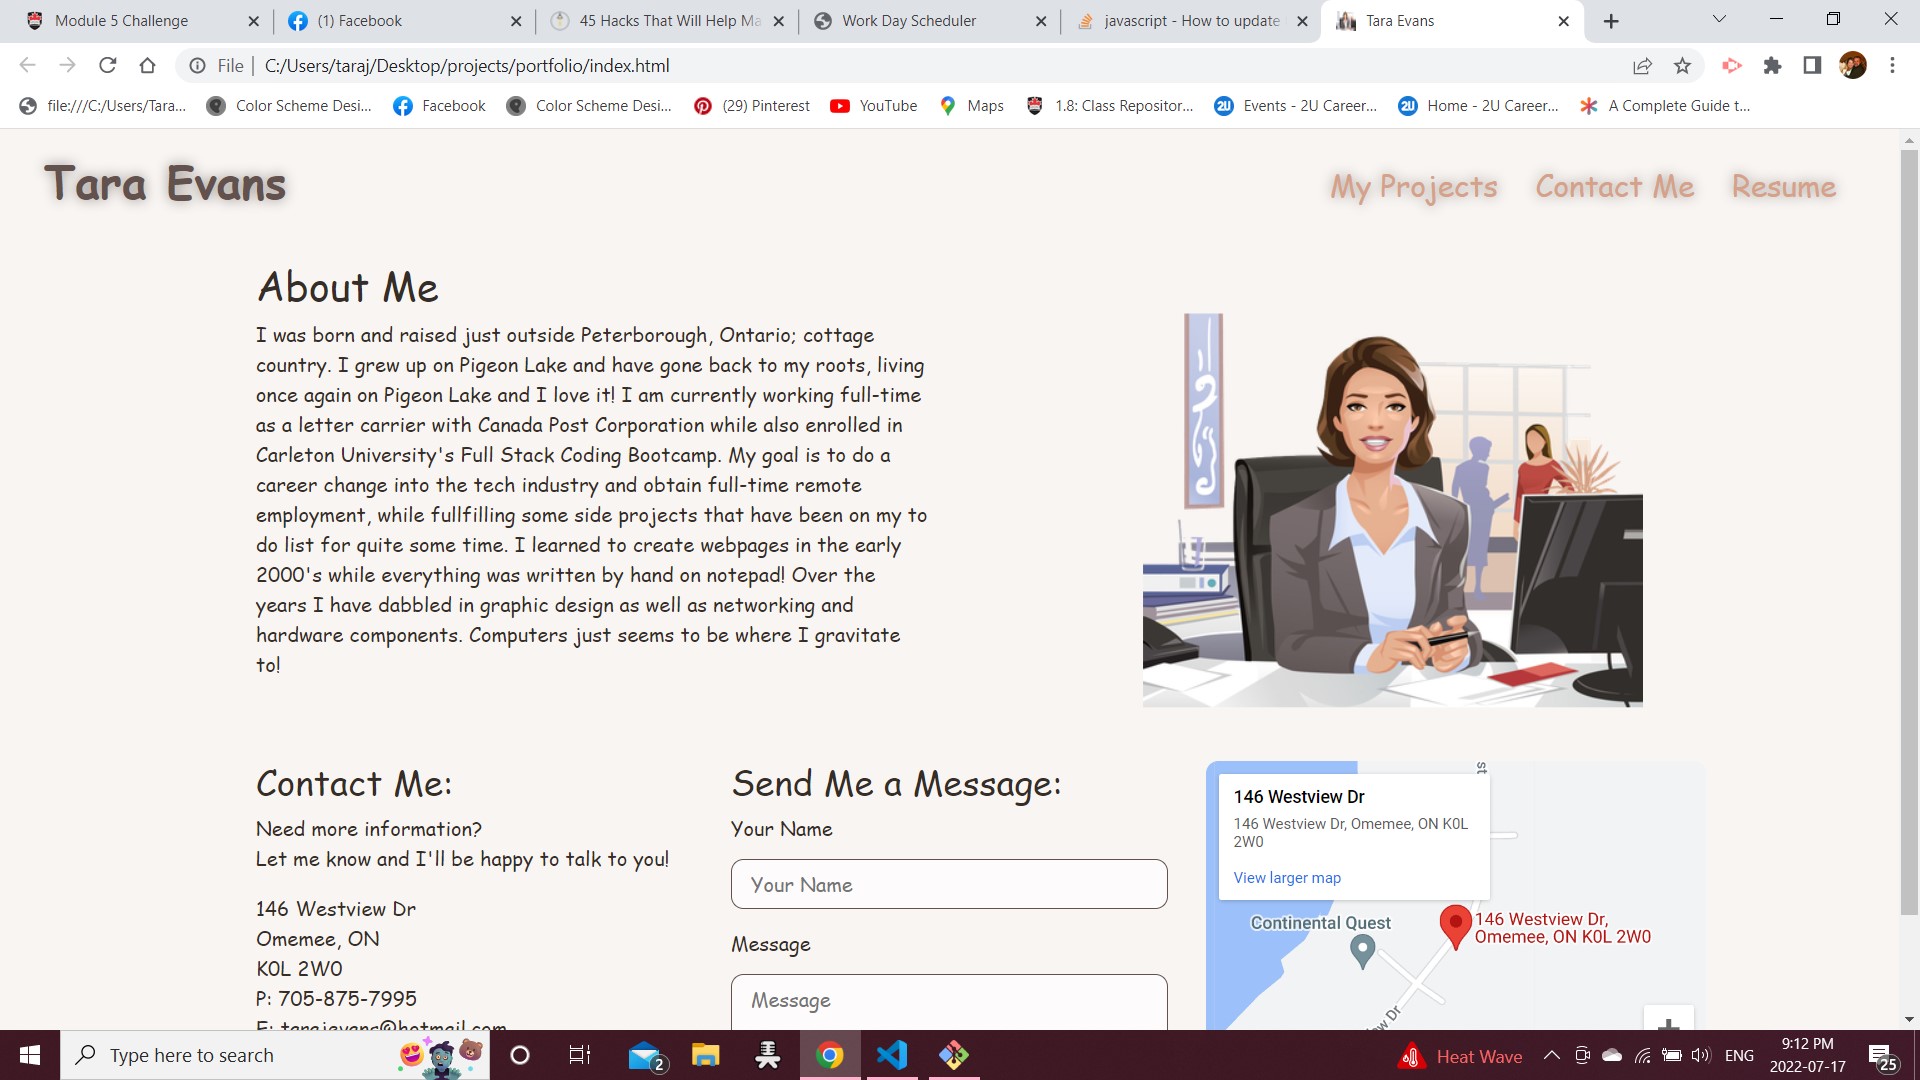 Module 5 Challenge
(1) Facebook
45 Hacks That Will Help Ma
Work Day Scheduler
javascript - How to update
Tara Evans
File
C:/Users/taraj/Desktop/projects/portfolio/index.html
file:///C:/Users/Tara...
Color Scheme Desi...
Facebook
Color Scheme Desi...
(29) Pinterest
YouTube
Maps
1.8: Class Repositor...
2U
Events - 2U Career...
2U
Home - 2U Career...
A Complete Guide t...
Tara Evans
My Projects
Contact Me
Resume
About Me
I was born and raised just outside Peterborough, Ontario; cottage
country. I grew up on Pigeon Lake and have gone back to my roots, living
once again on Pigeon Lake and I love it! I am currently working full-time
as a letter carrier with Canada Post Corporation while also enrolled in
Carleton University's Full Stack Coding Bootcamp. My goal is to do a
career change into the tech industry and obtain full-time remote
employment, while fullfilling some side projects that have been on my to
do list for quite some time. I learned to create webpages in the early
2000's while everything was written by hand on notepad! Over the
years I have dabbled in graphic design as well as networking and
hardware components. Computers just seems to be where I gravitate
to!
Contact Me:
Need more information?
Let me know and I'll be happy to talk to you!
146 Westview Dr
Omemee, ON
K0L 2W0
P: 705-875-7995
E: tarajevans@hotmail.com
Send Me a Message:
Your Name
Your Name
Message
Message
st
146 Westview Dr
146 Westview Dr, Omemee, ON K0L
2W0
View larger map
Continental Quest
146 Westview Dr,
Omemee, ON K0L 2W0
w Dr
Type here to search
2
Heat Wave
ENG
9:12 PM
2022-07-17
25